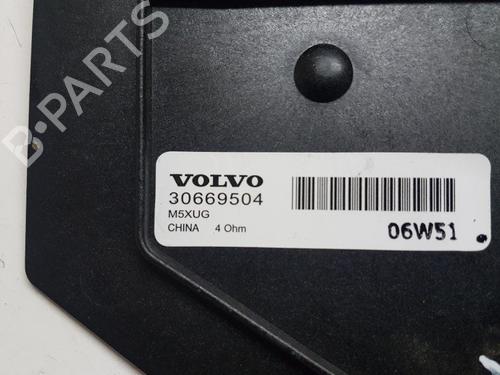 B-PARTS
VOLVO
30669504
M5XUG
CHINA 4 Ohm
06W51